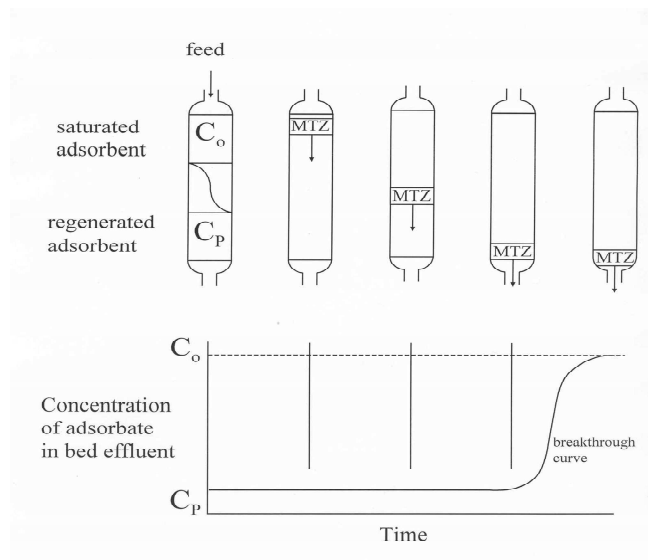 feed
saturated
adsorbent
Co
regenerated
adsorbent
CP
MTZ
MTZ
MTZ
MTZ
Co
Concentration
of adsorbate
in bed effluent
breakthrough
curve
CP
Time